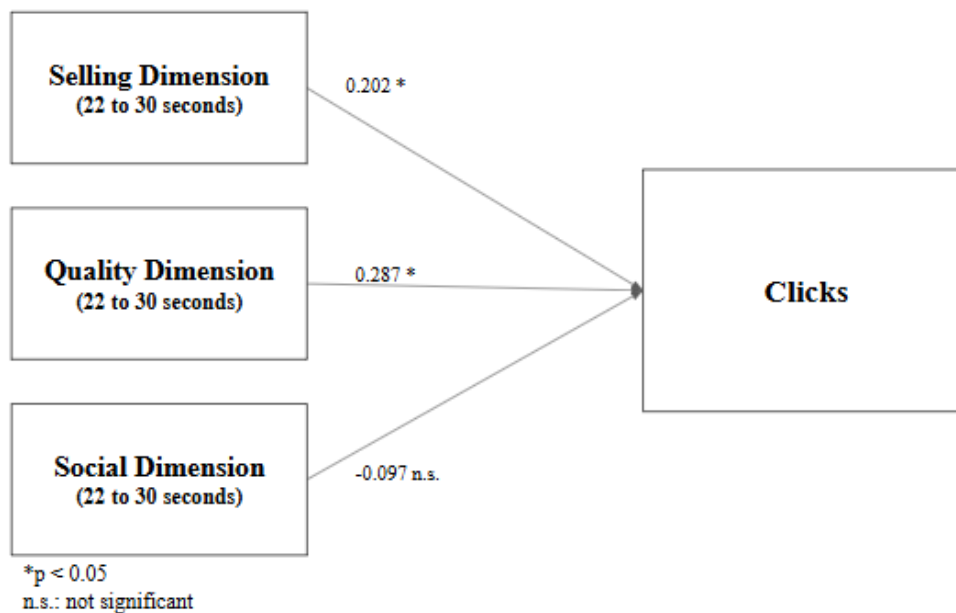 Selling Dimension
(22 to 30 seconds)
0.202 *
Quality Dimension
(22 to 30 seconds)
0.287 *
Clicks
Social Dimension
(22 to 30 seconds)
-0.097 n.s.
*p < 0.05
n.s.: not significant